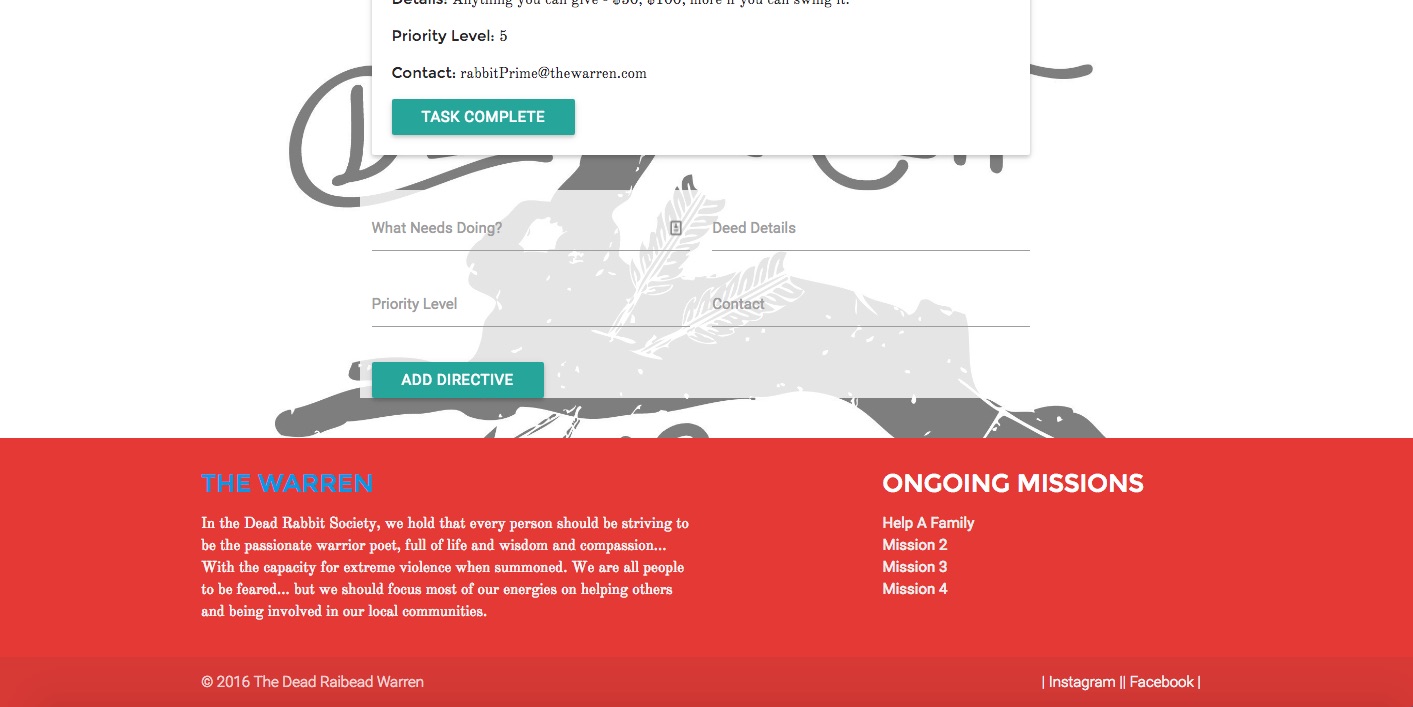 Details: Anything you can give - $50, $100, more if you can swing it.
Priority Level: 5
Contact: rabbitPrime@thewarren.com
TASK COMPLETE
What Needs Doing? Deed Details
Priority Level Contact
ADD DIRECTIVE
THE WARREN
In the Dead Rabbit Society, we hold that every person should be striving to
be the passionate warrior poet, full of life and wisdom and compassion...
With the capacity for extreme violence when summoned. We are all people
to be feared... but we should focus most of our energies on helping others
and being involved in our local communities.
ONGOING MISSIONS
Help A Family
Mission 2
Mission 3
Mission 4
© 2016 The Dead Raibead Warren
| Instagram || Facebook |